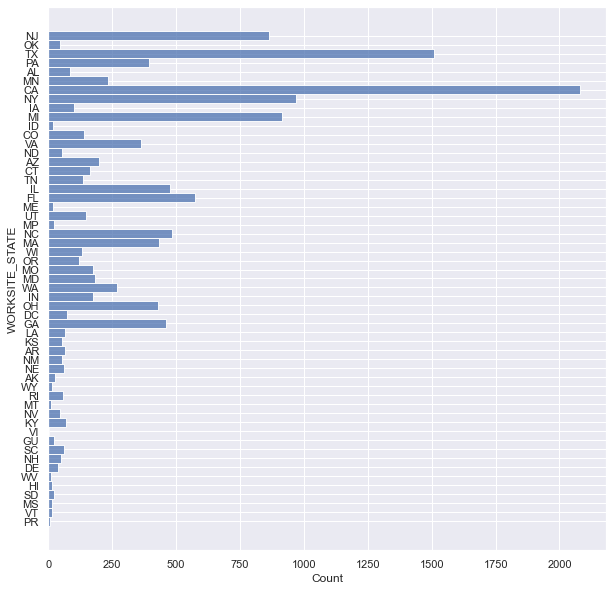 NJ
OK
TX
PA
AL
MN
CA
NY
IA
MI
ID
CO
VA
ND
AZ
CT
TN
IL
FL
ME
UT
MP
NC
MA
WI
OR
MO
MD
WA
IN
OH
DC
GA
LA
KS
AR
NM
NE
AK
WY
RI
MT
NV
KY
VI
GU
SC
NH
DE
WV
HI
SD
MS
VT
PR
WORKSITE_STATE
0 250 500 750 1000 1250 1500 1750 2000
Count